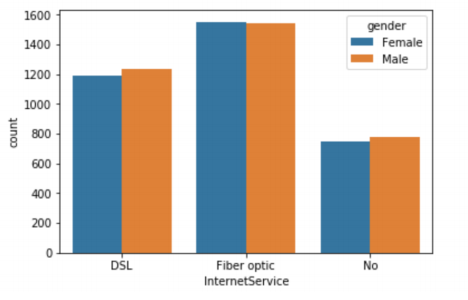 1600
1400
1200
1000
800
600
400
200
0
count
gender
Female
Male
DSL Fiber optic No
InternetService